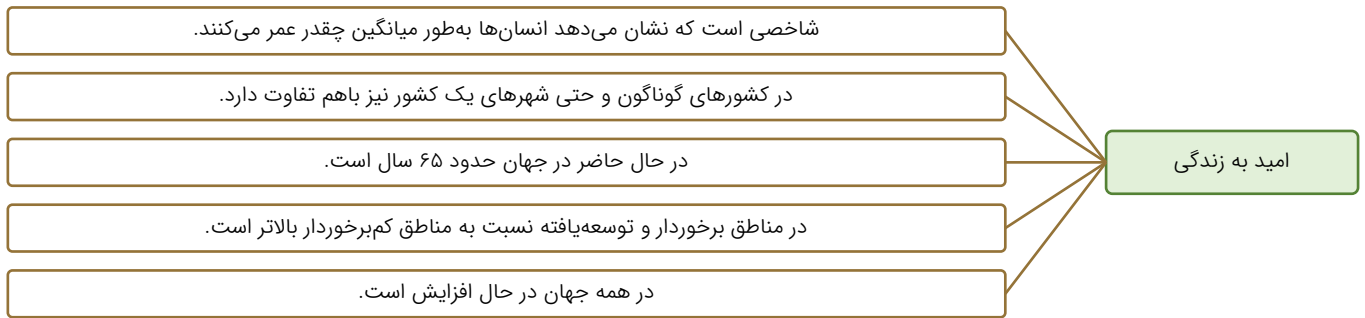 امید به زندگی
شاخصی است که نشان می‌دهد انسان‌ها به‌طور میانگین چقدر عمر می‌کنند.
در کشورهای گوناگون و حتی شهرهای یک کشور نیز باهم تفاوت دارد.
در حال حاضر در جهان حدود ۶۵ سال است.
در مناطق برخوردار و توسعه‌یافته نسبت به مناطق کم‌برخوردار بالاتر است.
در همه جهان در حال افزایش است.